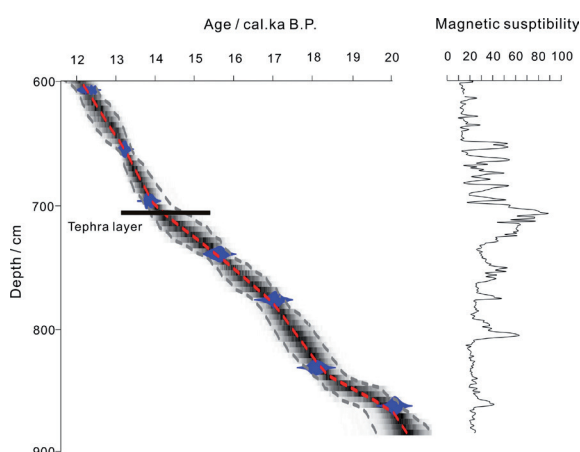 Age / cal.ka B.P.
Magnetic susptibility
12 13 14 15 16 17 18 19 20
0 20 40 60 80 100
600
700
Tephra layer
Depth / cm
800
900